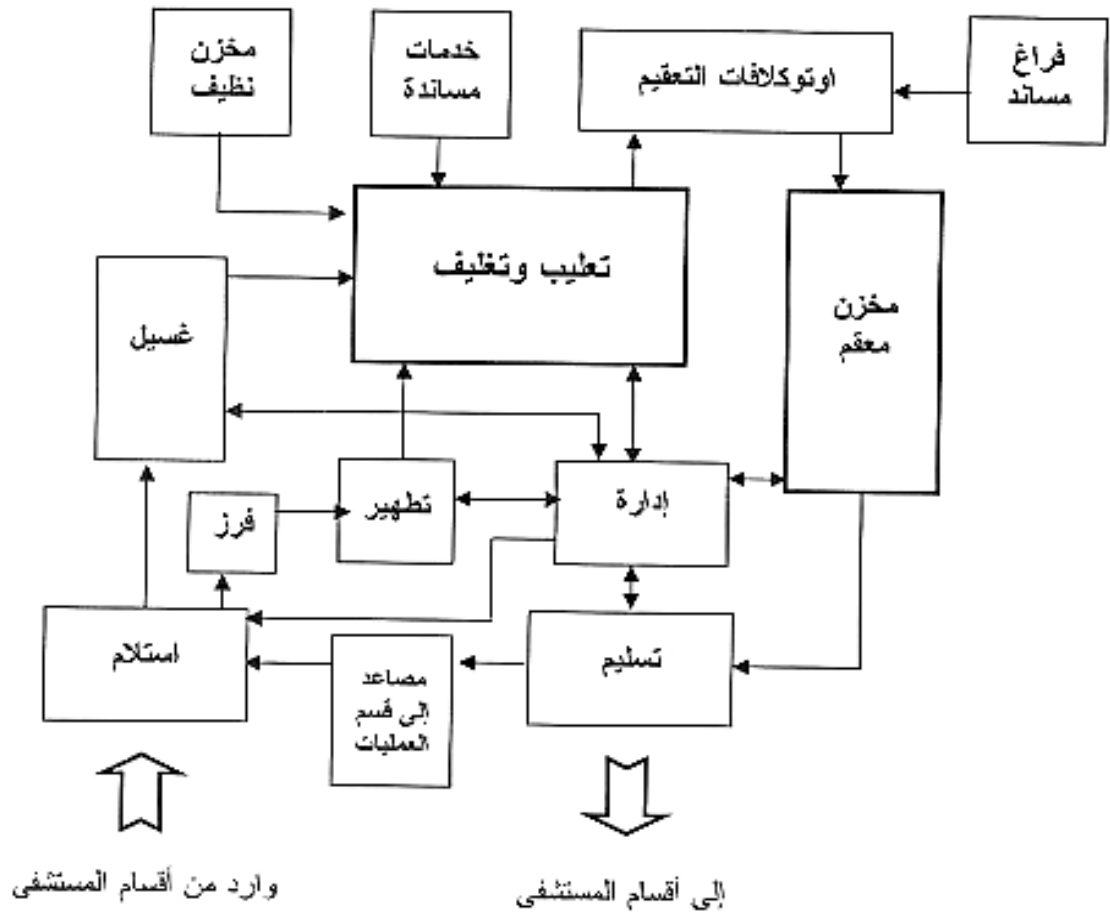 مخزن
نظيف
خدمات
مساندة
اوتوكلافات التعقيم
فراغ
مساند
تعليب وتغليف
مخزن
معقم
غسيل
إدارة
تطهير
فرز
استلام
مصاعد
إلى قسم
العمليات
تسليم
وارد من أقسام المستشفى
إلى أقسام المستشفى